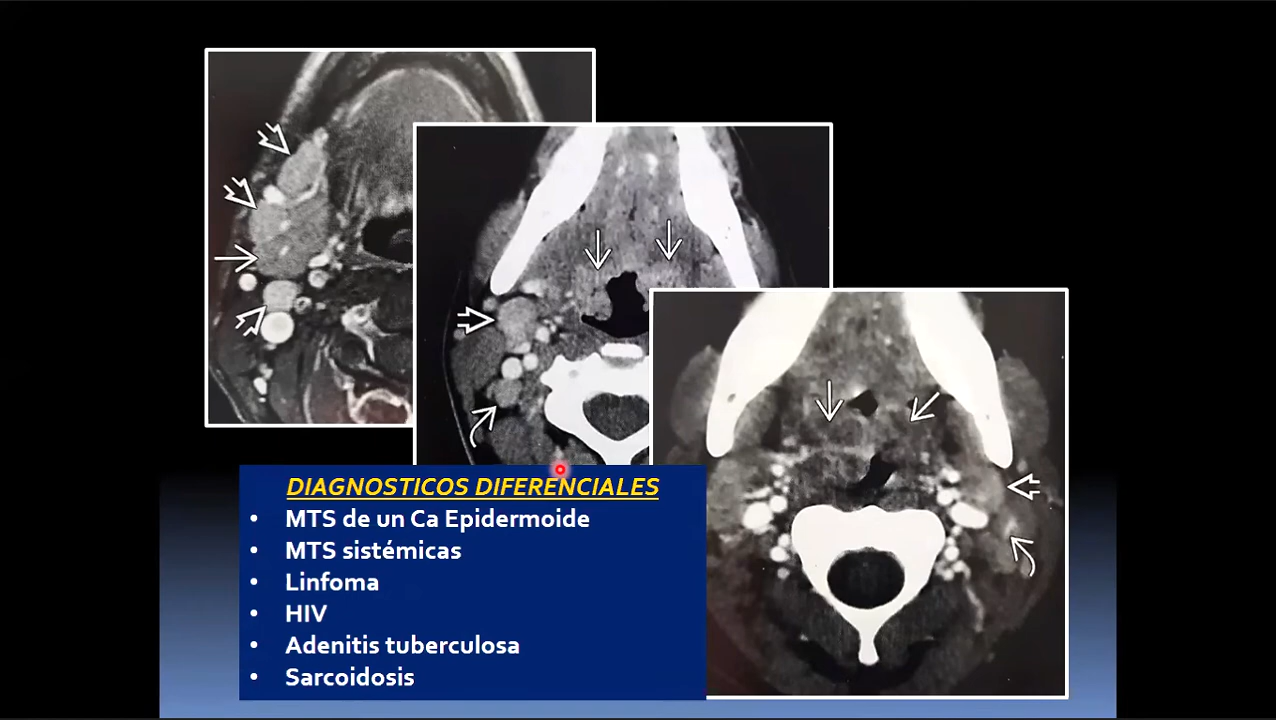 DIAGNOSTICOS DIFERENCIALES
• MTS de un Ca Epidermoide
• MTS sistémicas
• Linfoma
• HIV
• Adenitis tuberculosa
• Sarcoidosis